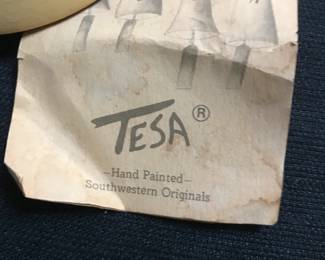 TESA®
—Hand Painted—
Southwestern Originals